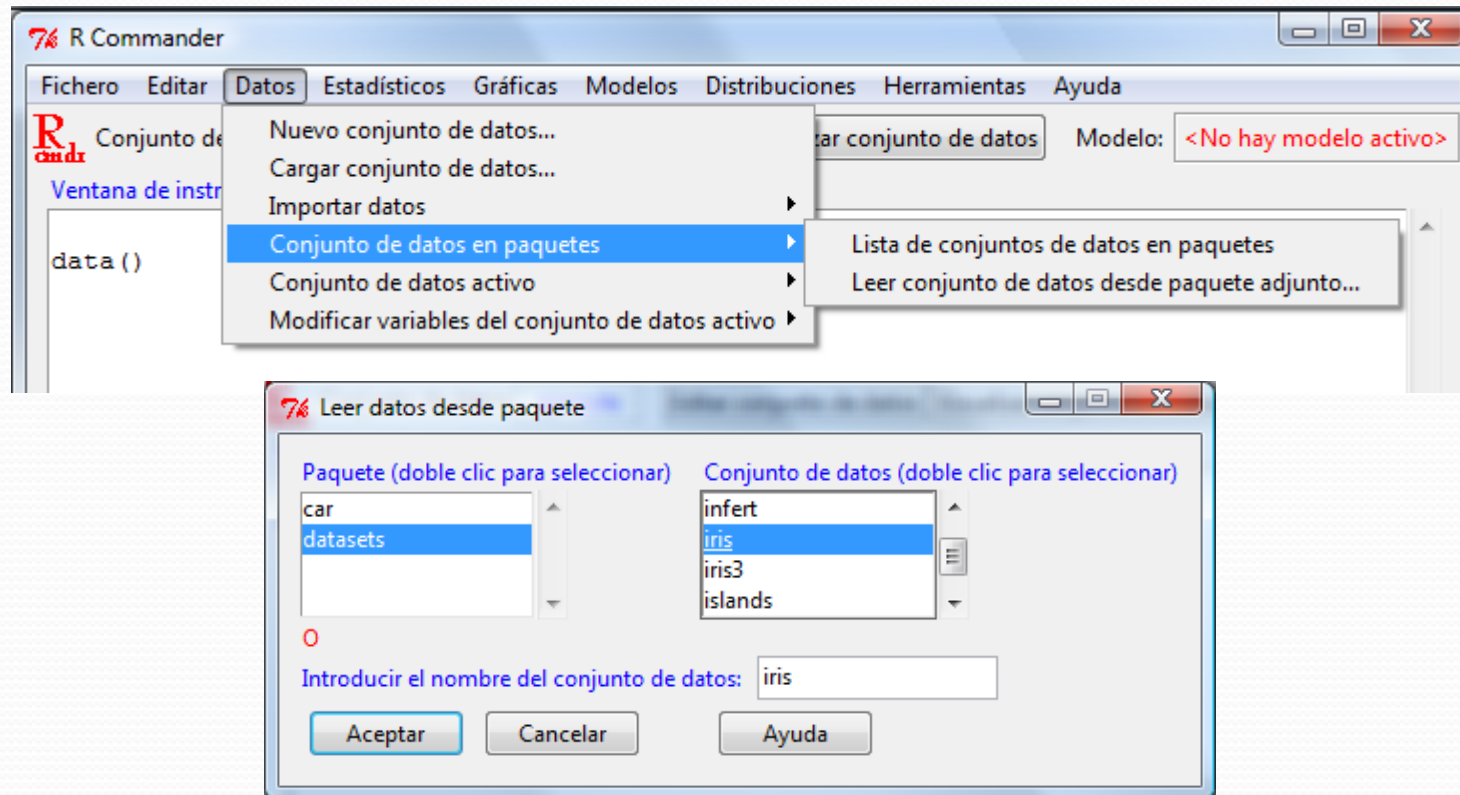 R Commander
Fichero Editar Datos Estadísticos Gráficas Modelos Distribuciones Herramientas Ayuda
R cmdr Conjunto de zar conjunto de datos Modelo: <No hay modelo activo>
Ventana de instr
data()
Nuevo conjunto de datos...
Cargar conjunto de datos...
Importar datos
Conjunto de datos en paquetes
Conjunto de datos activo
Modificar variables del conjunto de datos activo
Lista de conjuntos de datos en paquetes
Leer conjunto de datos desde paquete adjunto...
Leer datos desde paquete
Paquete (doble clic para seleccionar) Conjunto de datos (doble clic para seleccionar)
car
datasets
infert
iris
iris3
islands
O
Introducir el nombre del conjunto de datos: iris
Aceptar Cancelar Ayuda